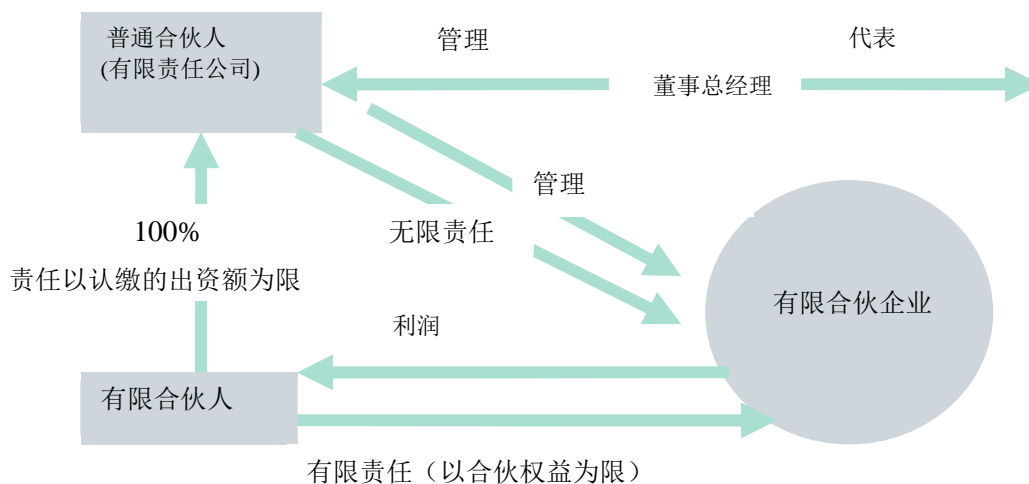 普通合伙人
(有限责任公司)
管理
代表
董事总经理
管理
100%
无限责任
责任以认缴的出资额为限
有限合伙企业
利润
有限合伙人
有限责任（以合伙权益为限）